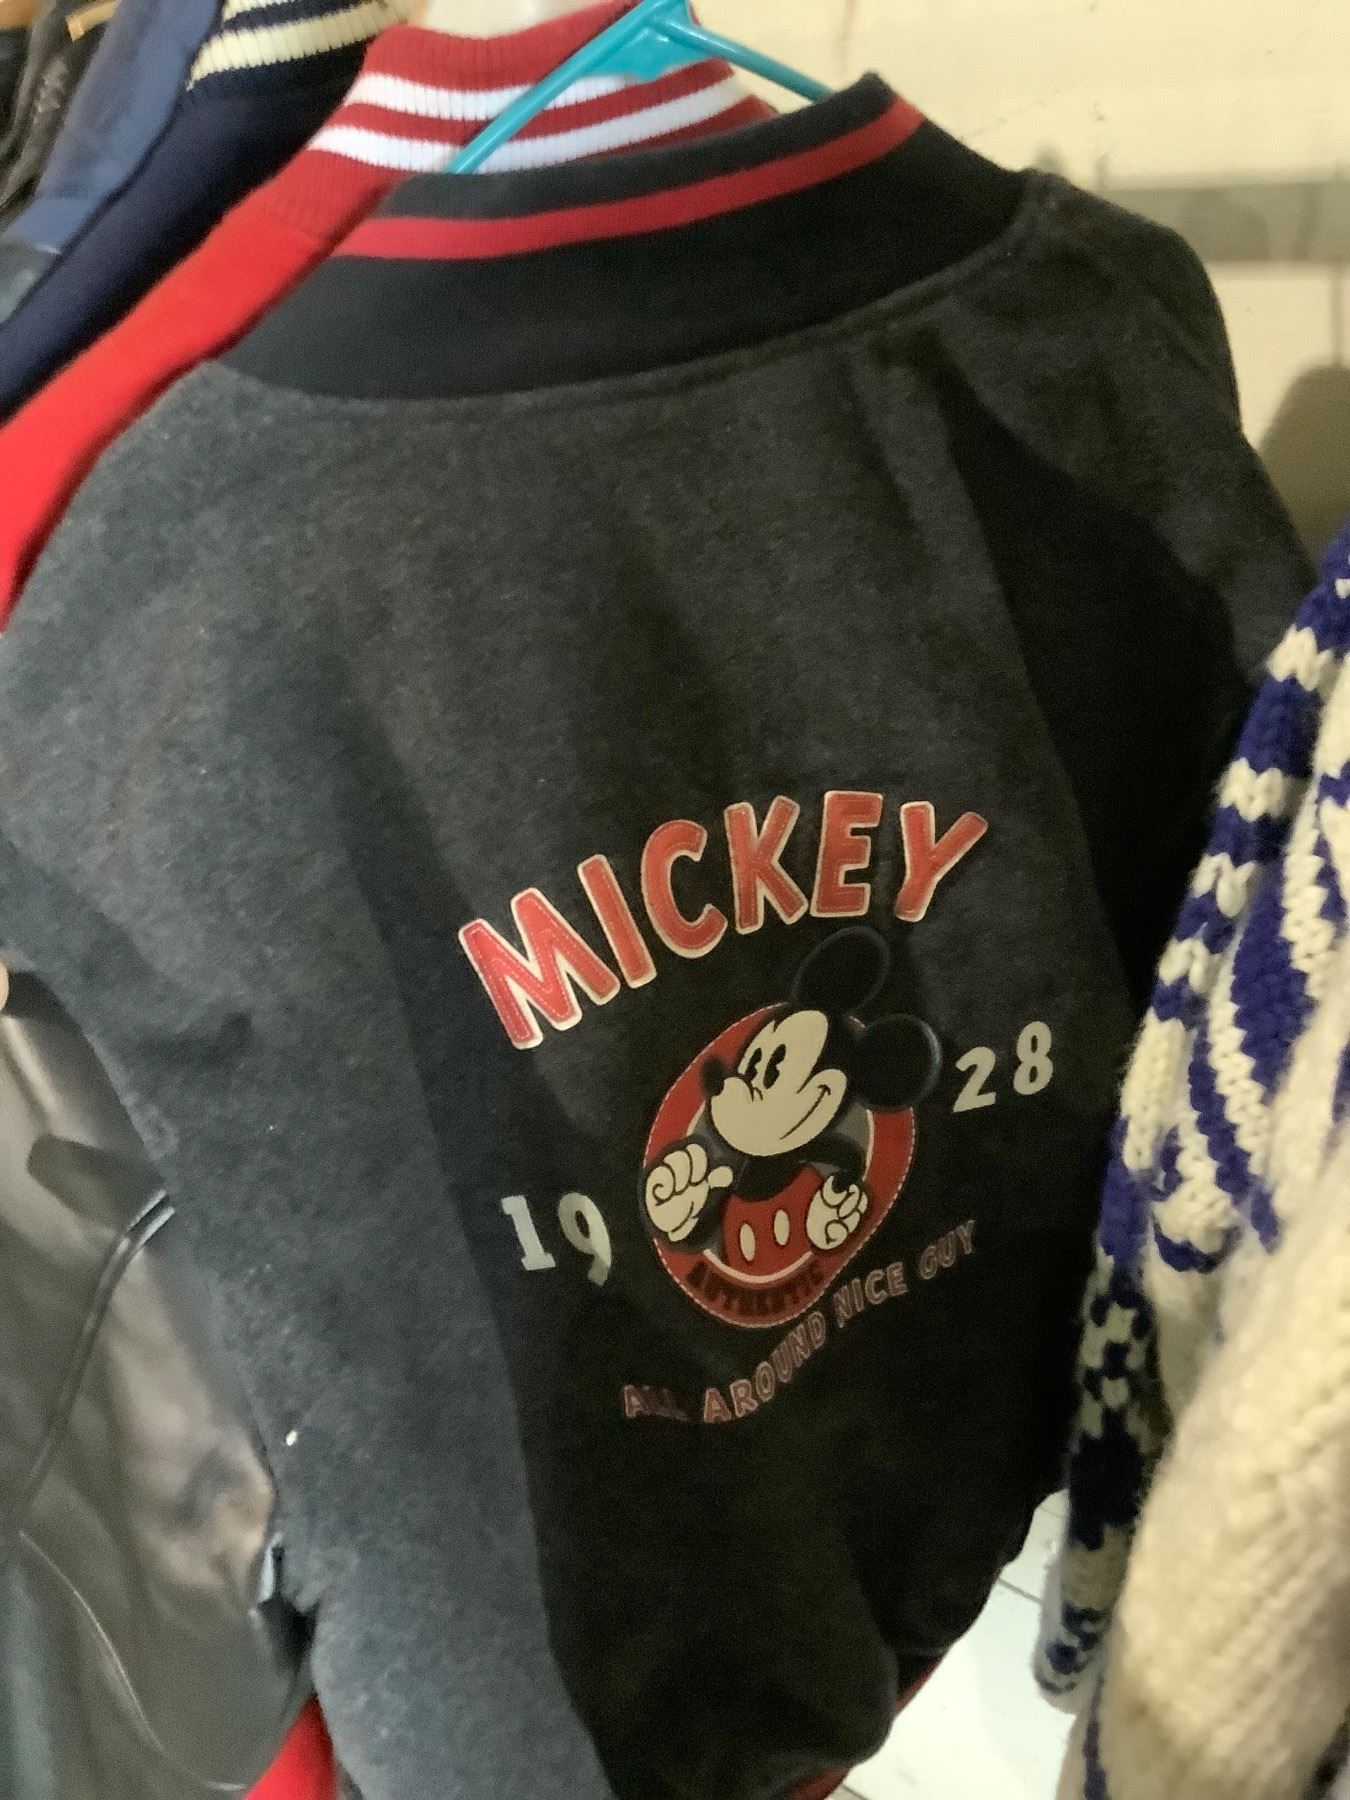 MICKEY
19 28
AUTHENTIC
ALL AROUND NICE GUY